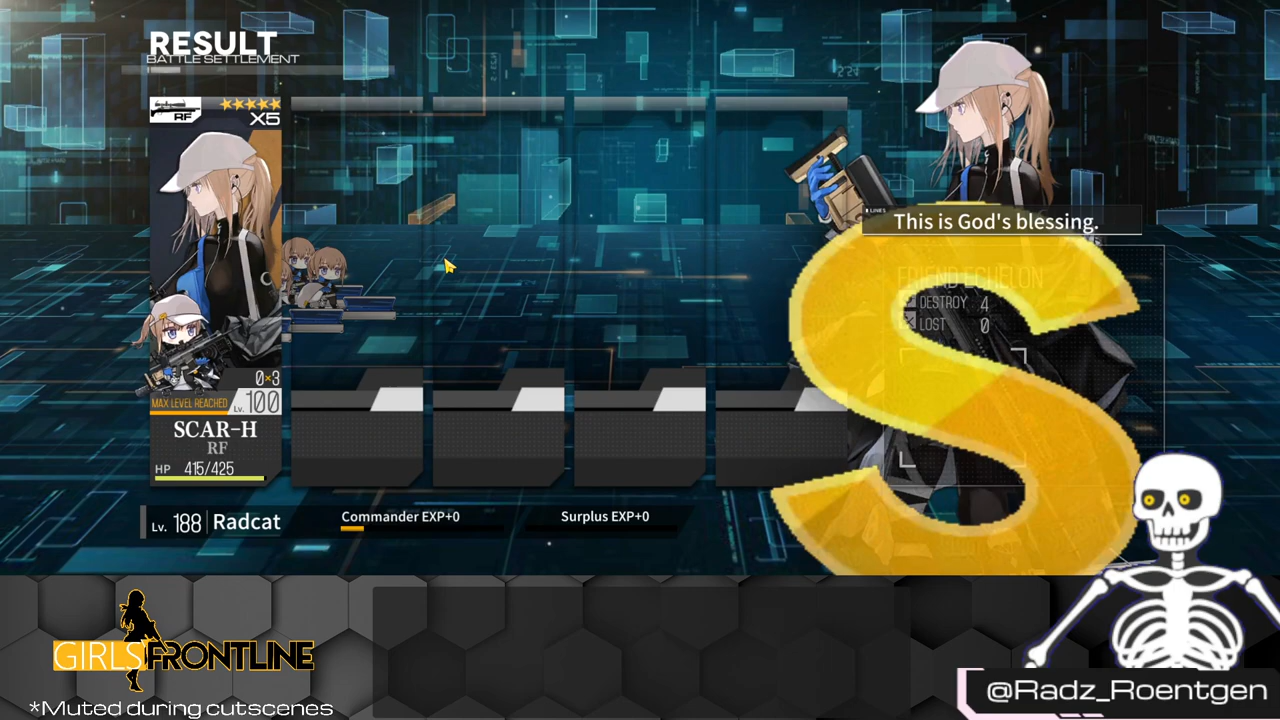 RESULT
BATTLE SETTLEMENT
RF
X5
LINES
This is God's blessing.
FRIEND ECHELON
DESTROY 4
LOST 0
0×3
MAX LEVEL REACHED
Lv. 100
SCAR-H
RF
HP 415/425
Lv. 188 Radcat
Commander EXP+0
Surplus EXP+0
S
GIRLS FRONTLINE
*Muted during cutscenes
@Radz_Roentgen